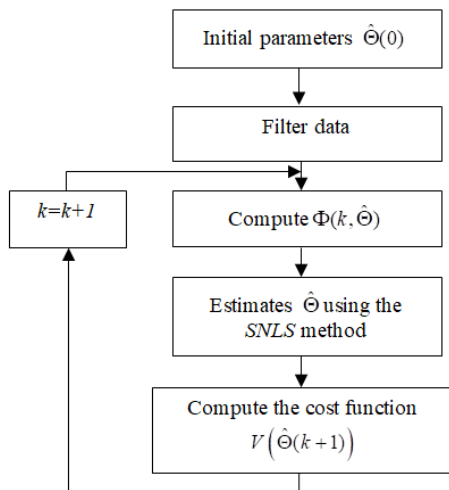 Initial parameters Θ̂(0)
Filter data
k=k+1
Compute Φ(k, Θ̂)
Estimates Θ̂ using the
SNLS method
Compute the cost function
V(Θ̂(k+1))